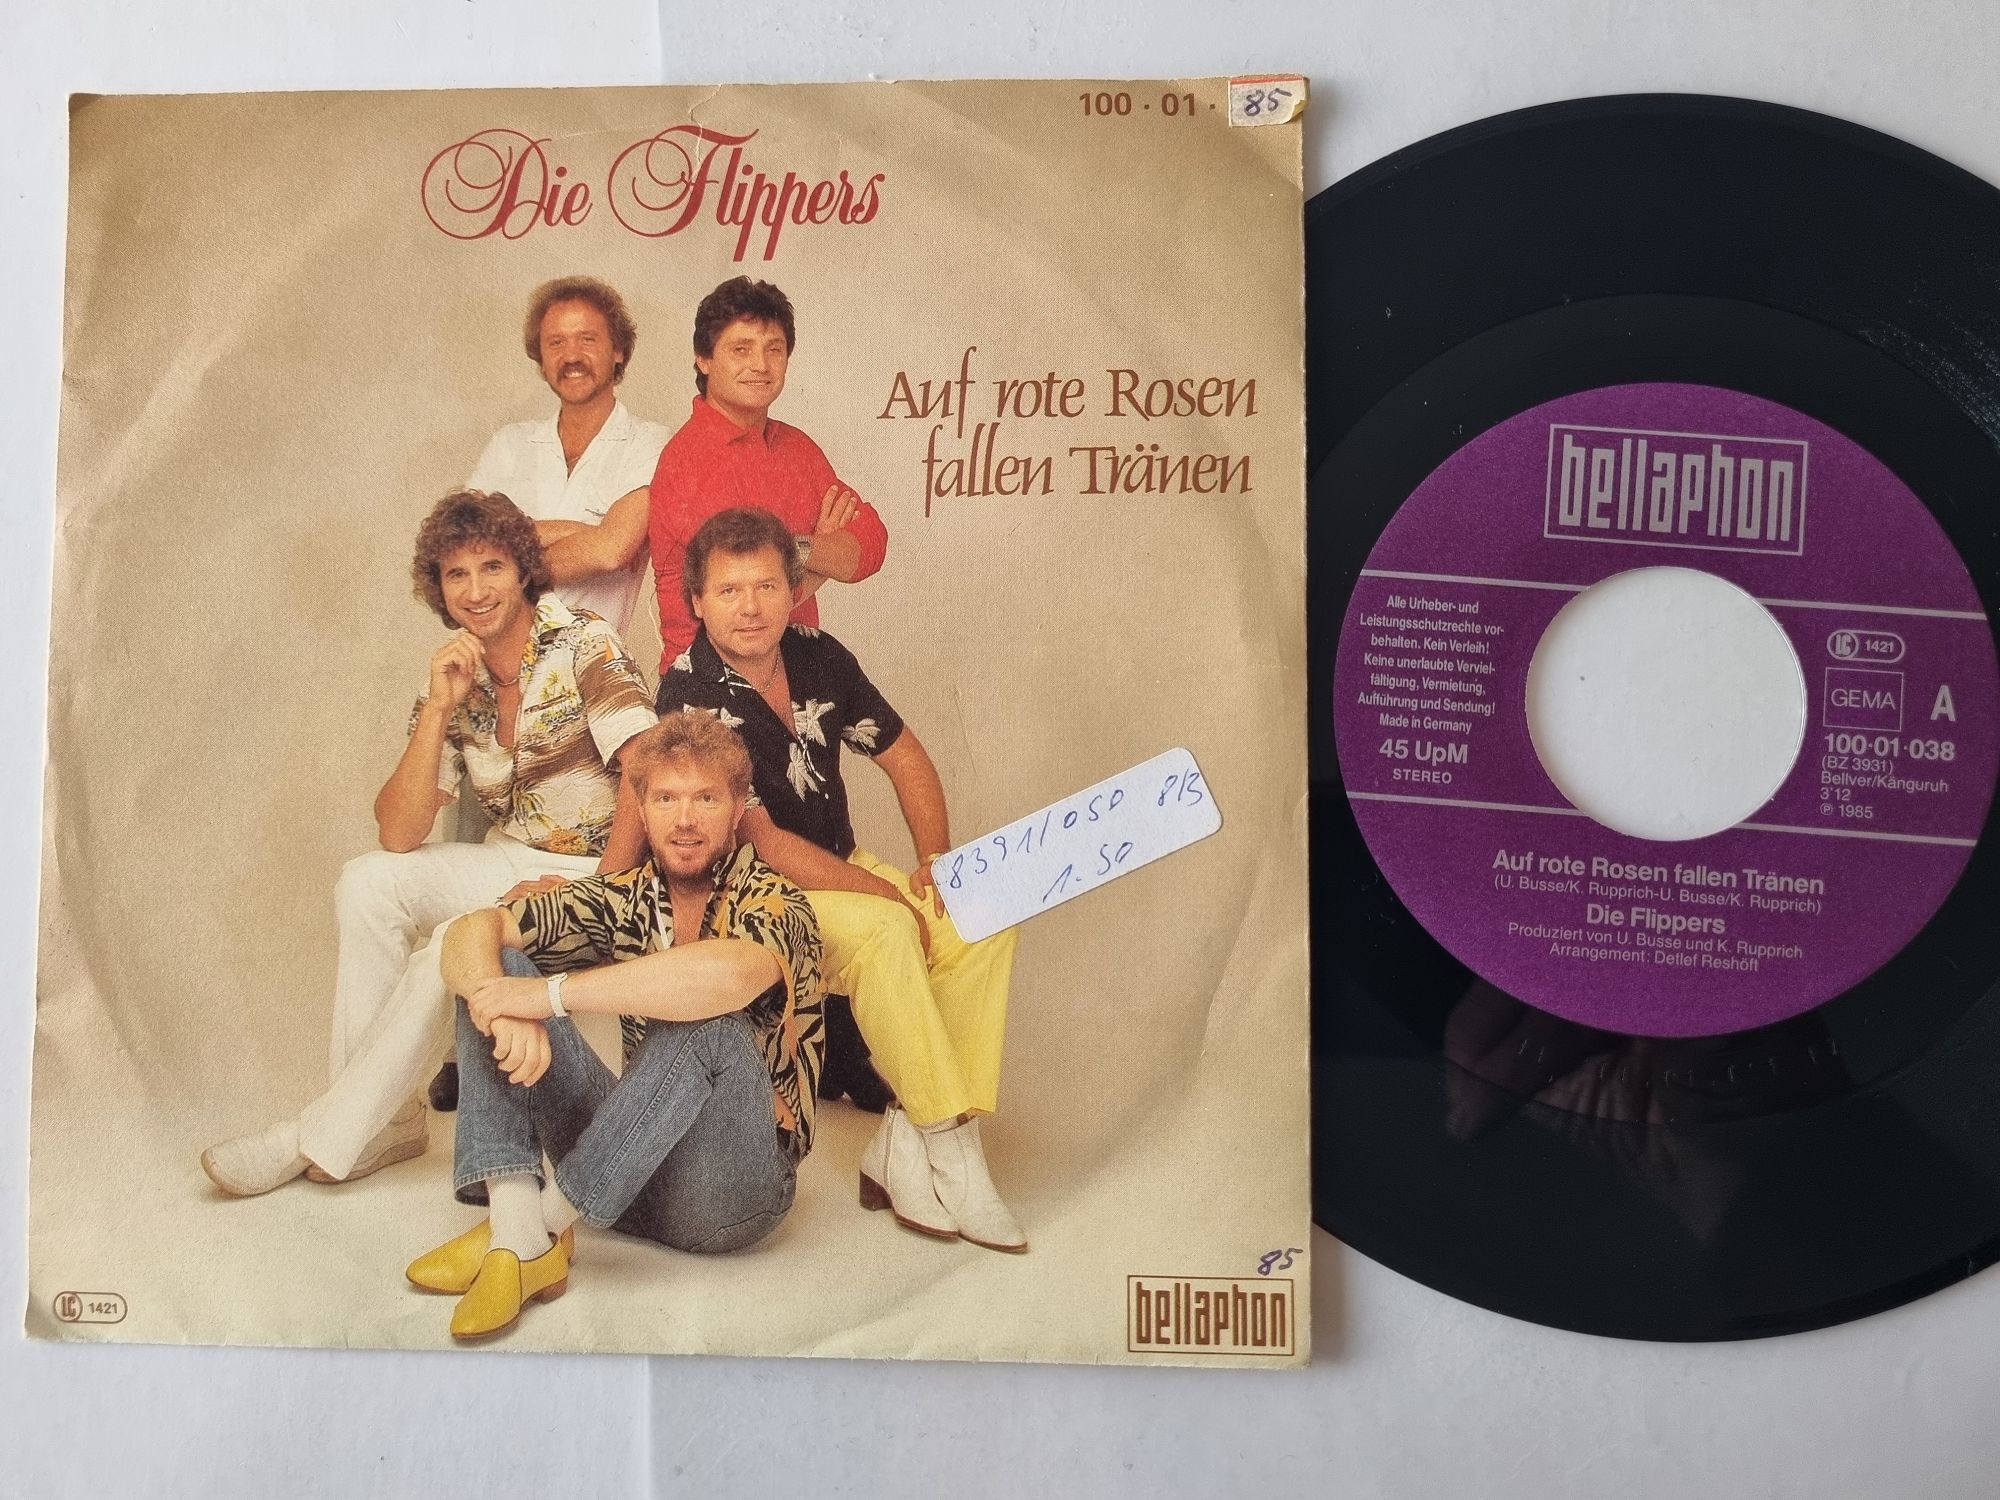 100 · 01 ·
85
Die Flippers
Auf rote Rosen
fallen Tränen
8391/050 8/3
1.50
85
LC 1421
bellaphon
bellaphon
Alle Urheber- und
Leistungsschutzrechte vor-
behalten. Kein Verleih!
Keine unerlaubte Verviel-
fältigung, Vermietung,
Aufführung und Sendung!
Made in Germany
45 UpM
STEREO
LC 1421
GEMA A
100·01·038
(BZ 3931)
Bellver/Känguruh
3'12
℗ 1985
Auf rote Rosen fallen Tränen
(U. Busse/K. Rupprich-U. Busse/K. Rupprich)
Die Flippers
Produziert von U. Busse und K. Rupprich
Arrangement: Detlef Reshöft